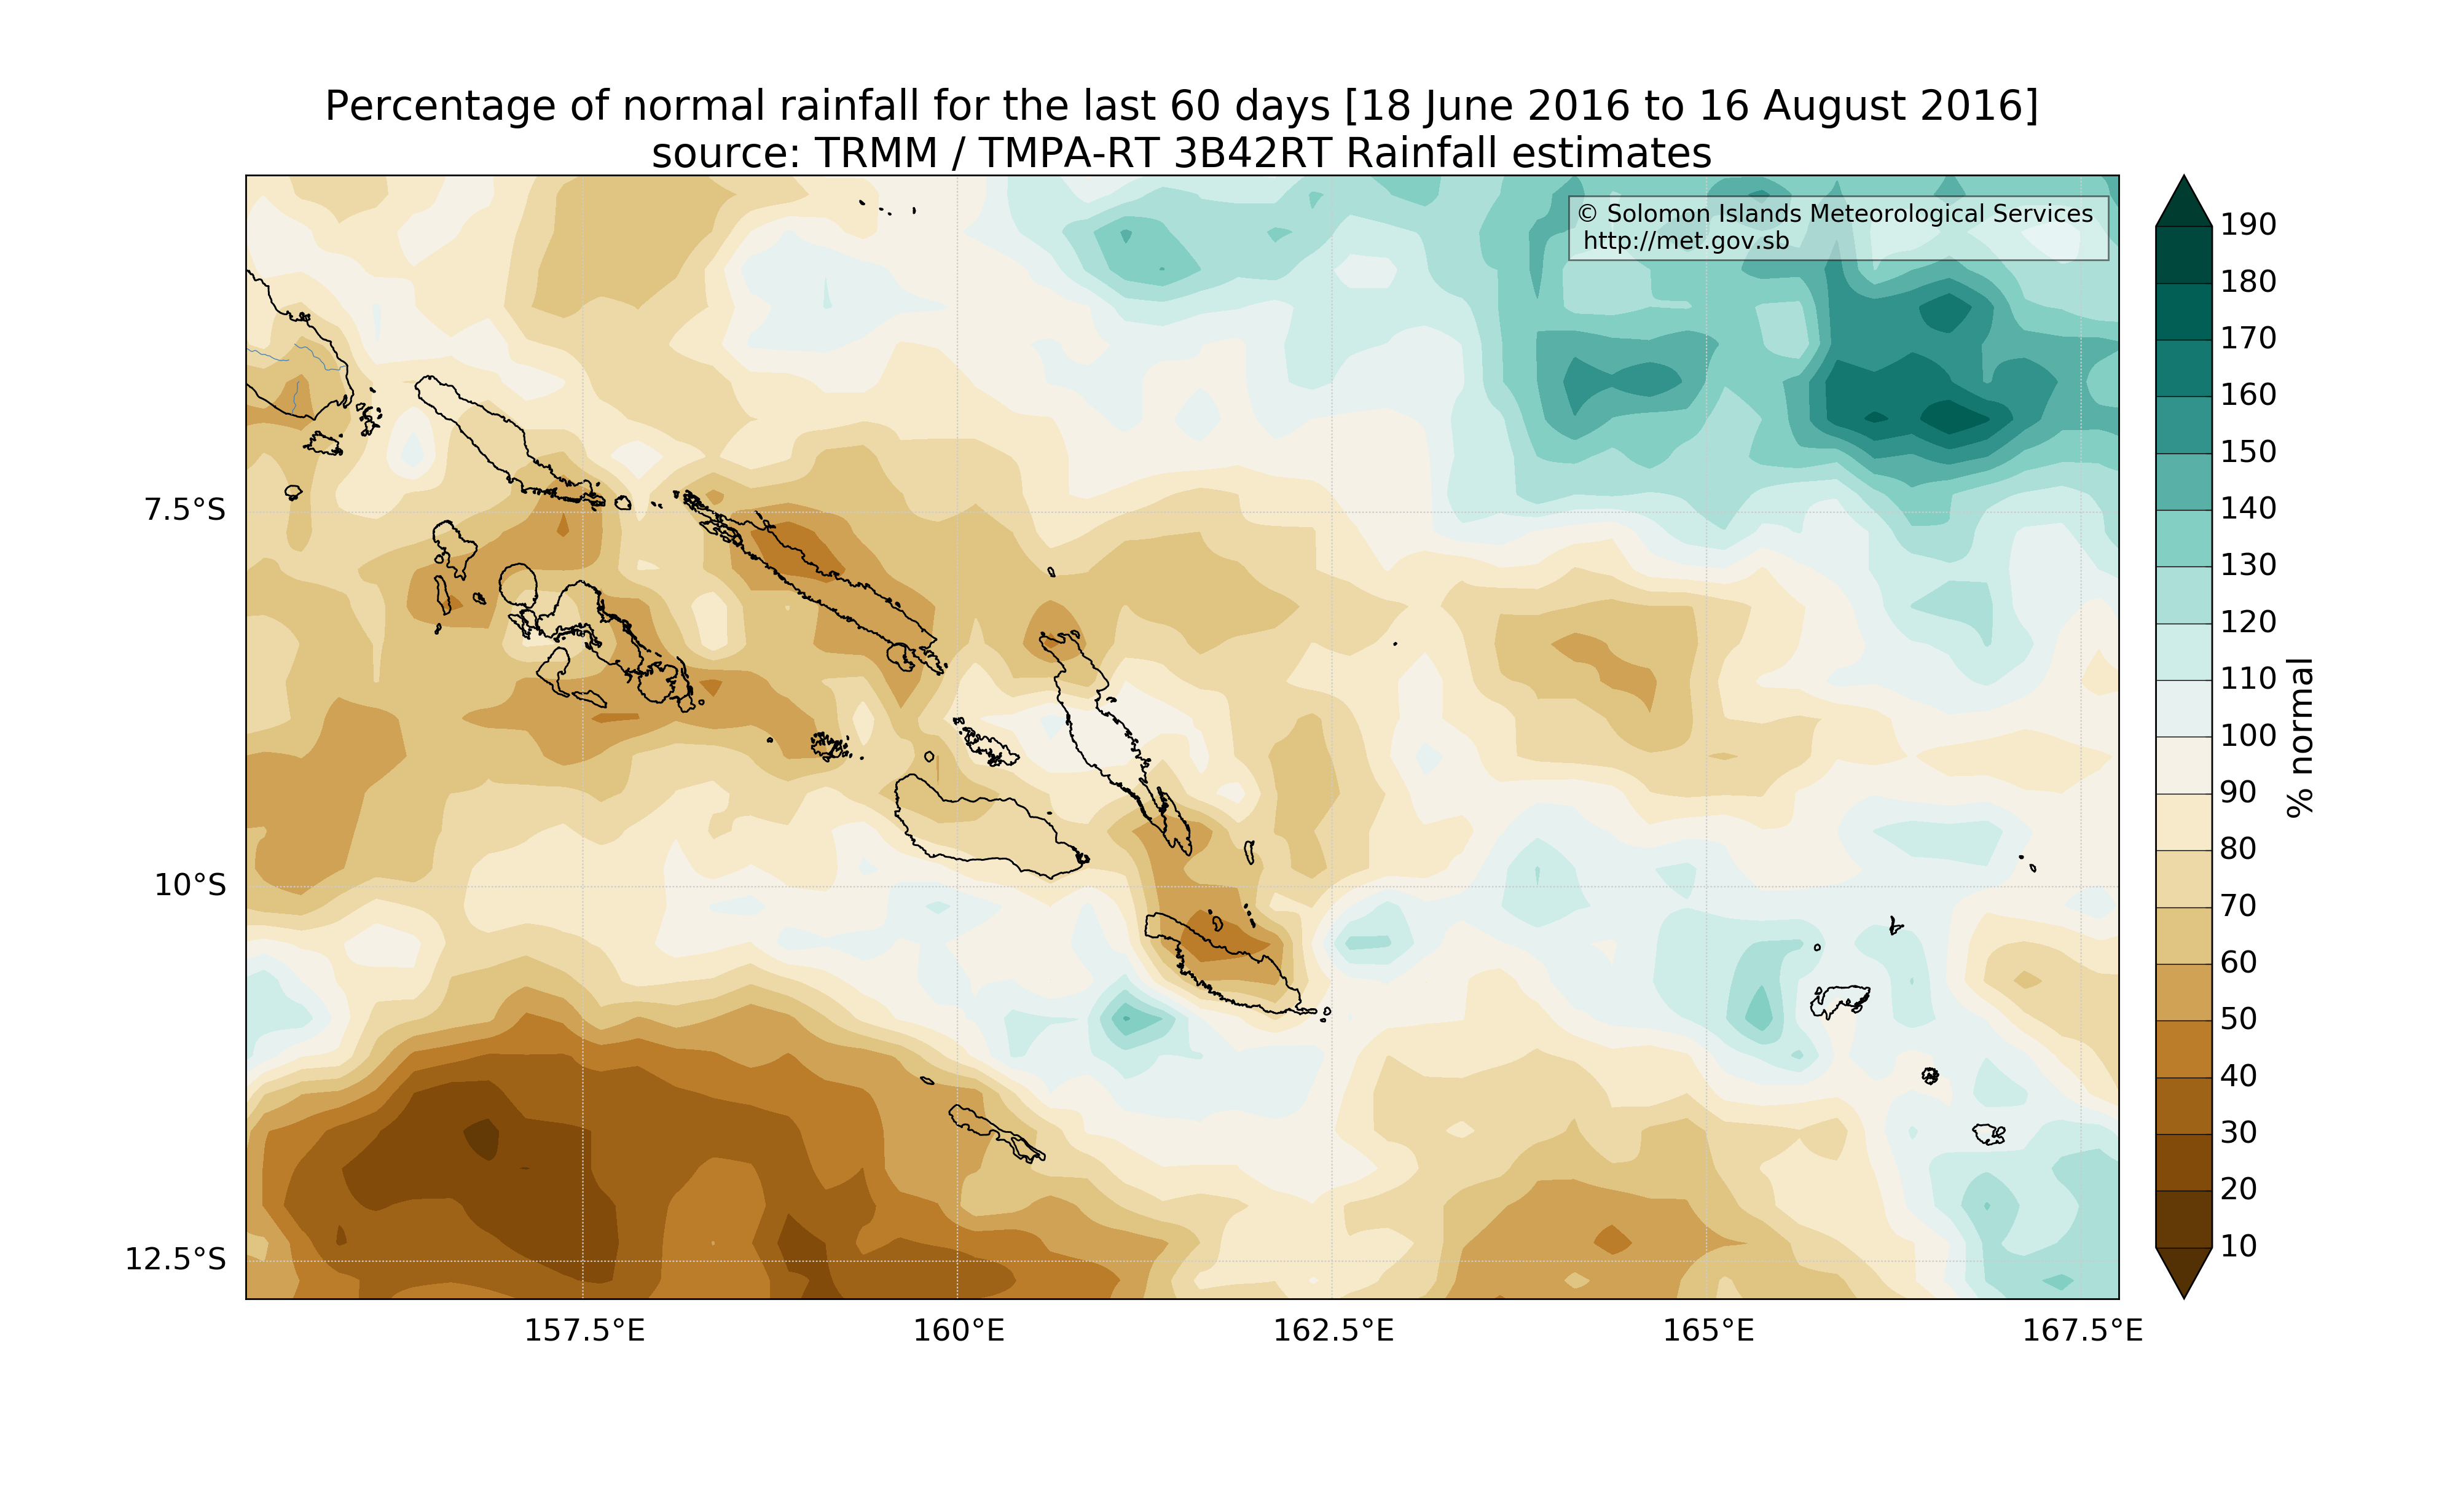 Percentage of normal rainfall for the last 60 days [18 June 2016 to 16 August 2016]
source: TRMM / TMPA-RT 3B42RT Rainfall estimates
© Solomon Islands Meteorological Services
http://met.gov.sb
7.5°S
10°S
12.5°S
157.5°E
160°E
162.5°E
165°E
167.5°E
190
180
170
160
150
140
130
120
110
100
90
80
70
60
50
40
30
20
10
% normal